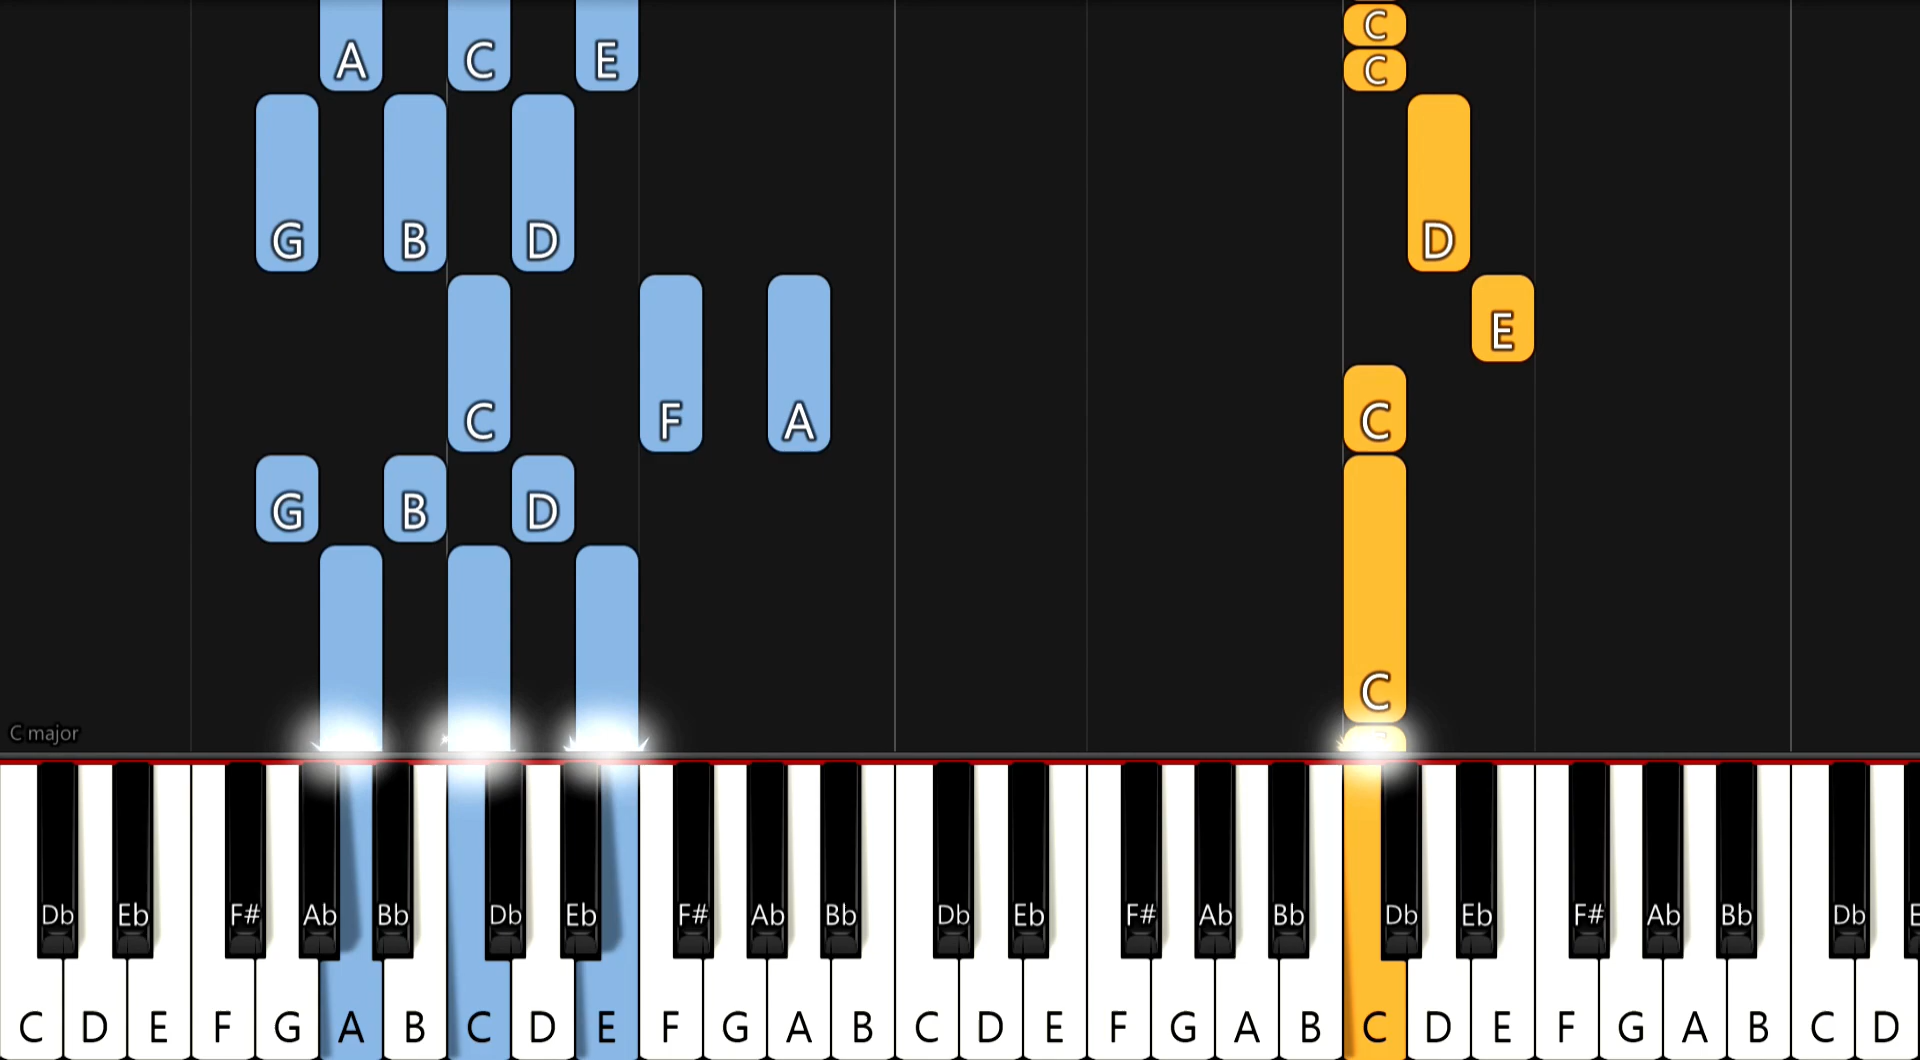 A C E C
C
G B D D
E
C F A C
G B D
C
C major
Db Eb F# Ab Bb Db Eb F# Ab Bb Db Eb F# Ab Bb Db Eb F# Ab Bb Db
C D E F G A B C D E F G A B C D E F G A B C D E F G A B C D